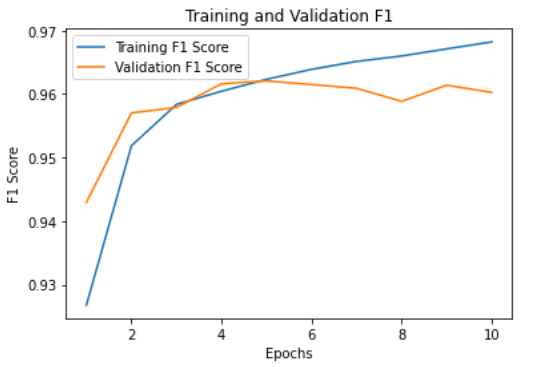 Training and Validation F1
Training F1 Score
Validation F1 Score
F1 Score
0.97
0.96
0.95
0.94
0.93
2 4 6 8 10
Epochs